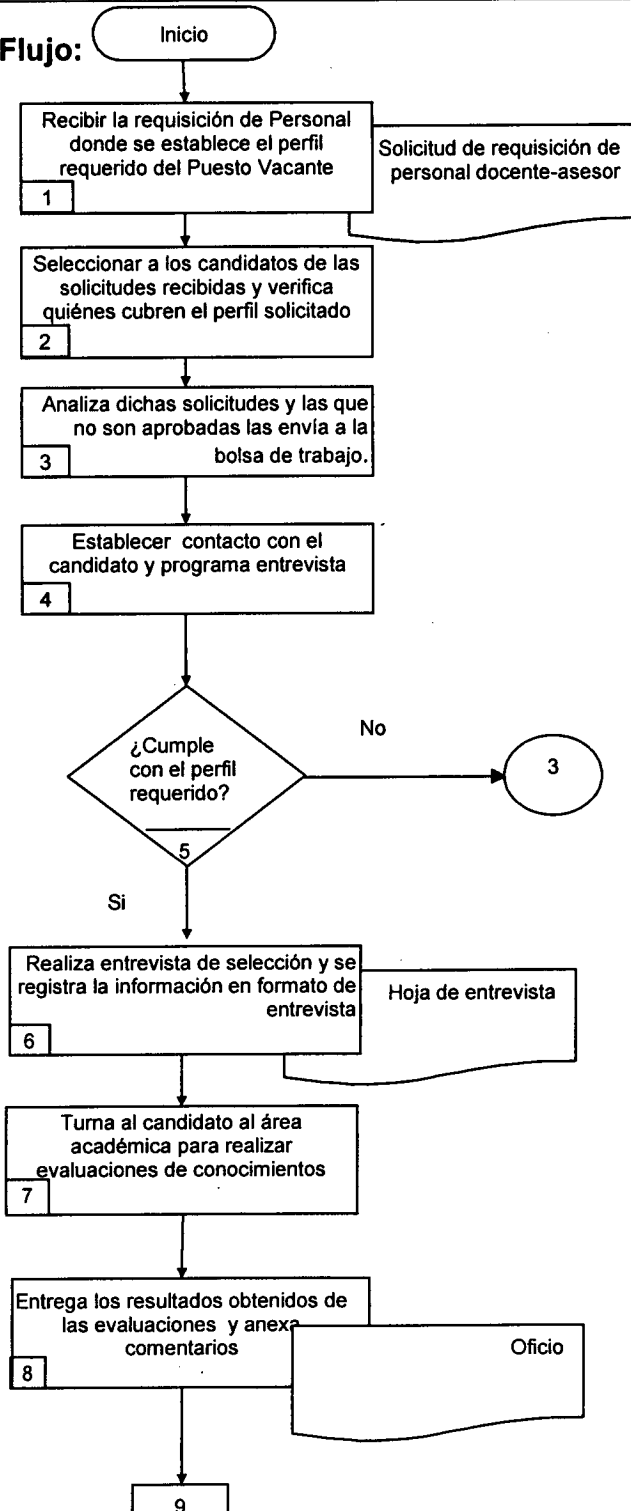 Flujo:
Inicio
Recibir la requisición de Personal
donde se establece el perfil
requerido del Puesto Vacante
1
Solicitud de requisición de
personal docente-asesor
Seleccionar a los candidatos de las
solicitudes recibidas y verifica
quiénes cubren el perfil solicitado
2
Analiza dichas solicitudes y las que
no son aprobadas las envía a la
bolsa de trabajo.
3
Establecer contacto con el
candidato y programa entrevista
4
¿Cumple
con el perfil
requerido?
5
No
3
Si
Realiza entrevista de selección y se
registra la información en formato de
entrevista
6
Hoja de entrevista
Turna al candidato al área
académica para realizar
evaluaciones de conocimientos
7
Entrega los resultados obtenidos de
las evaluaciones y anexa
comentarios
8
Oficio
9